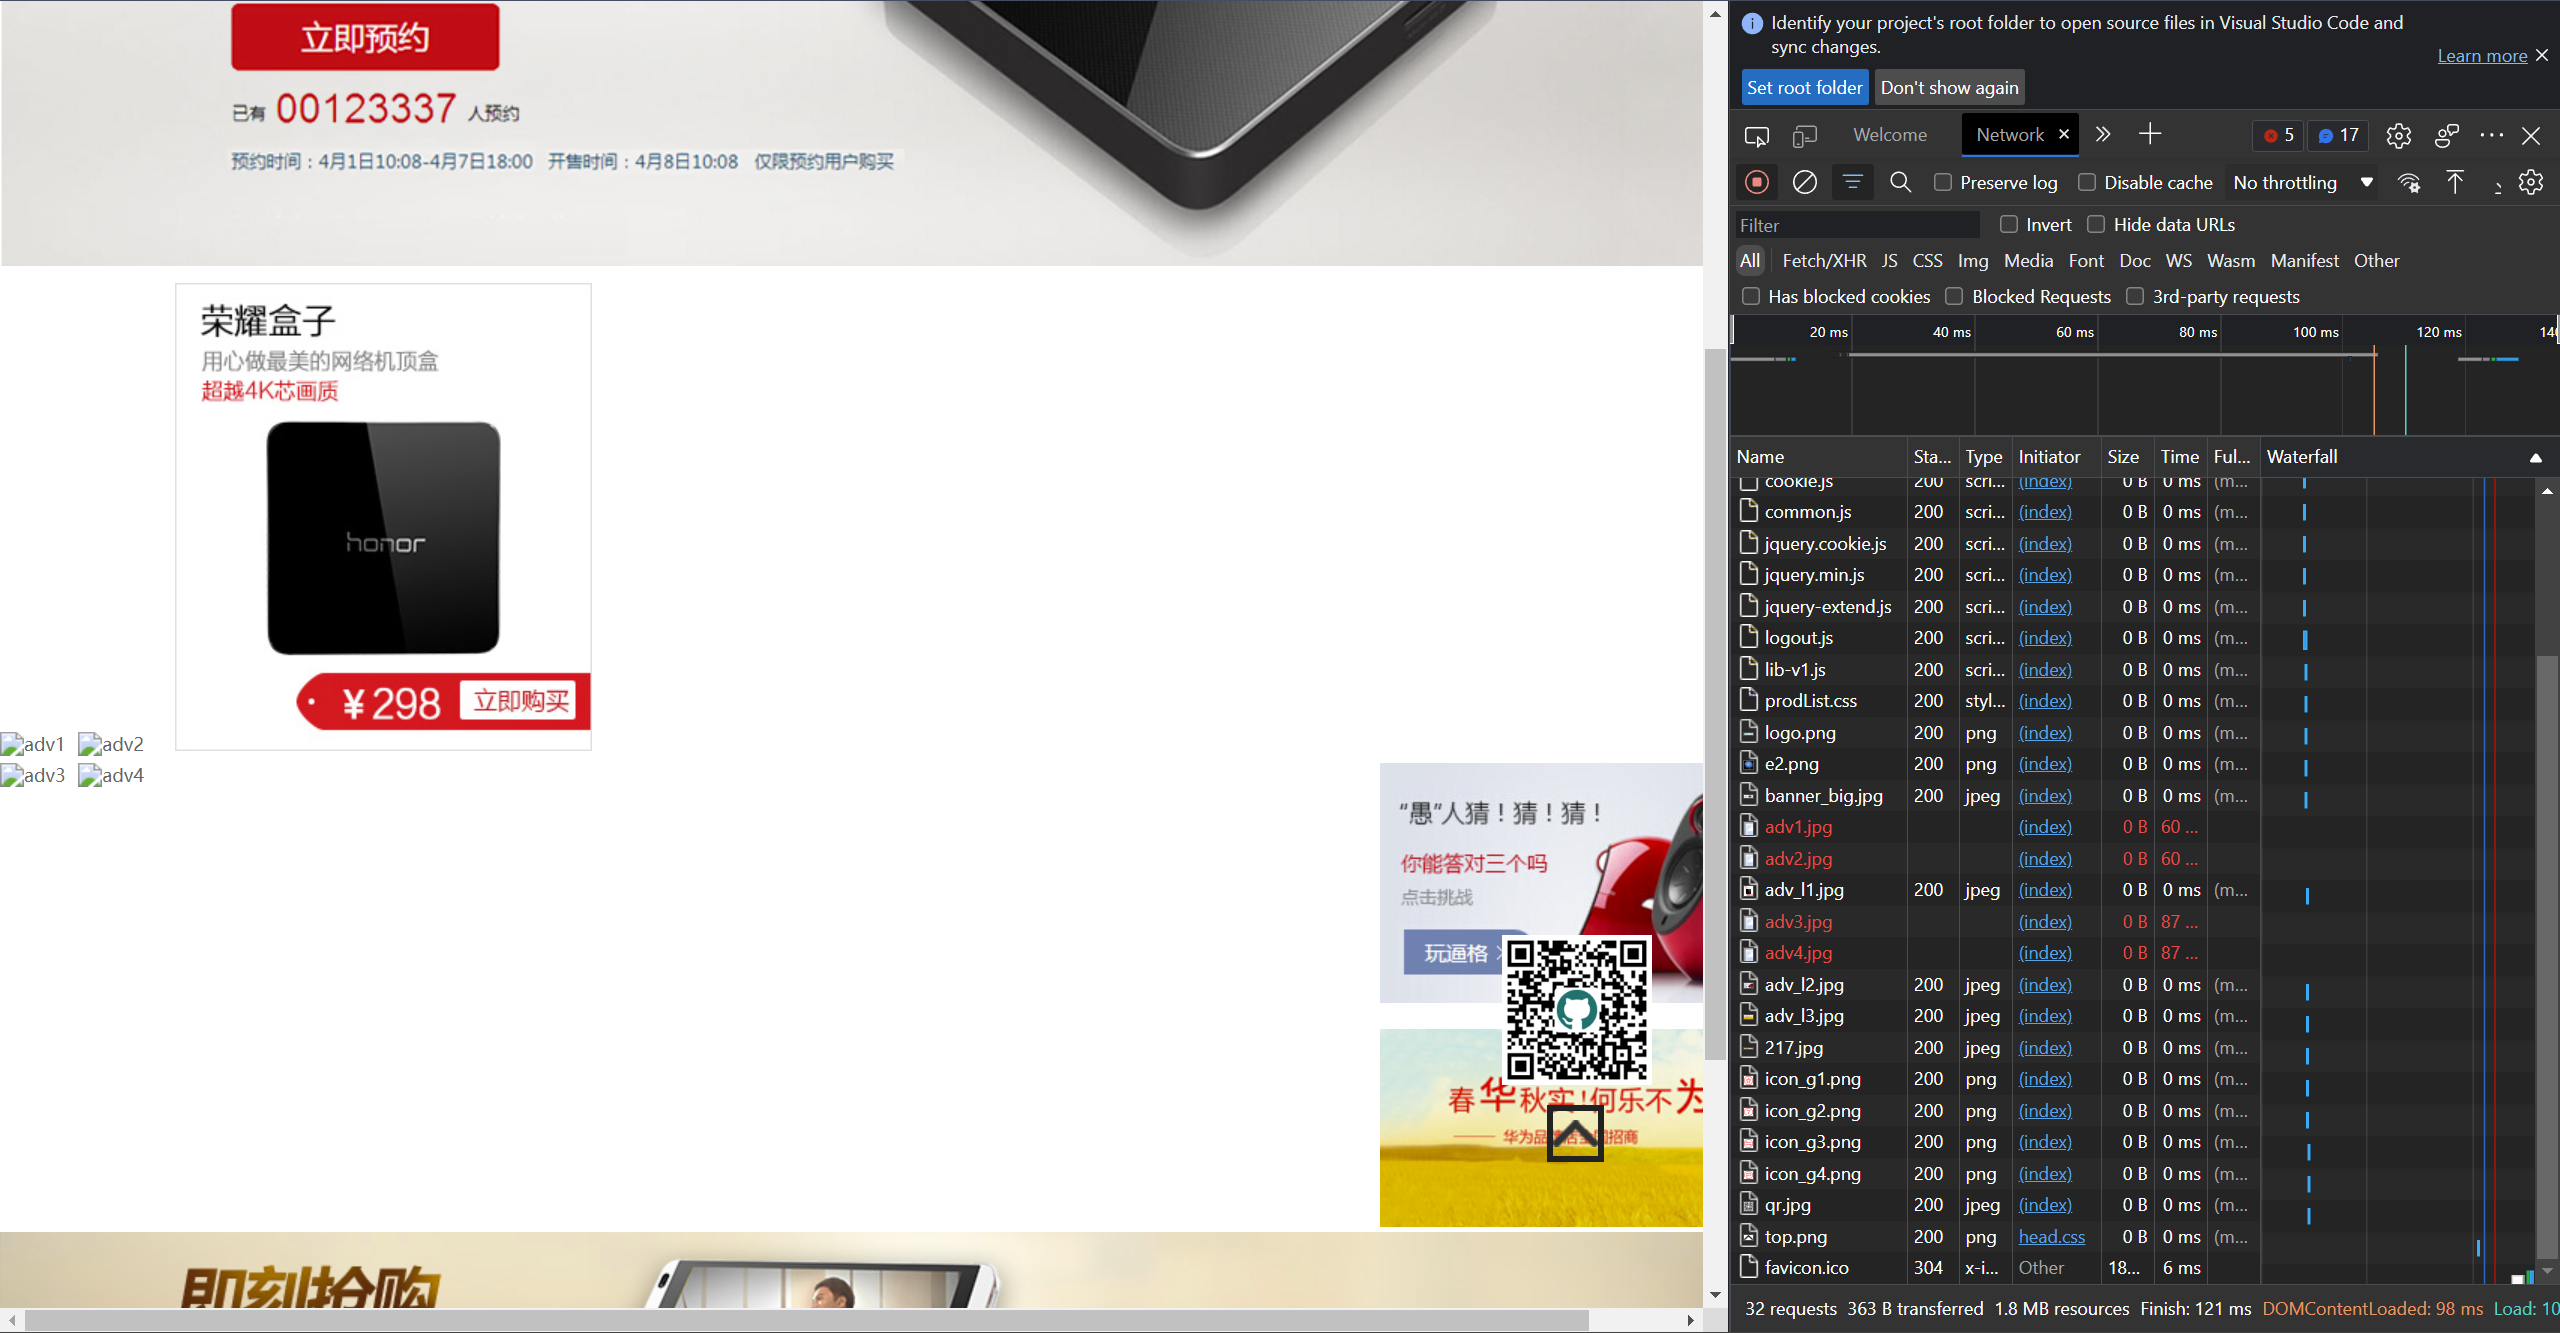 立即预约
已有 00123337 人预约
预约时间：4月1日10:08-4月7日18:00 开售时间：4月8日10:08 仅限预约用户购买
荣耀盒子
用心做最美的网络机顶盒
超越4K芯画质
honor
¥298 立即购买
adv1 adv2
adv3 adv4
“愚”人猜！猜！猜！
你能答对三个吗
点击挑战
玩逼格
春华秋实！何乐不为
即刻抢购
Identify your project's root folder to open source files in Visual Studio Code and
sync changes.
Learn more
Set root folder Don't show again
Welcome Network 5 17
Preserve log Disable cache No throttling
Filter Invert Hide data URLs
All Fetch/XHR JS CSS Img Media Font Doc WS Wasm Manifest Other
Has blocked cookies Blocked Requests 3rd-party requests
20 ms 40 ms 60 ms 80 ms 100 ms 120 ms
Name Sta... Type Initiator Size Time Ful... Waterfall
cookie.js 200 scri... (index) 0 B 0 ms (m...
common.js 200 scri... (index) 0 B 0 ms (m...
jquery.cookie.js 200 scri... (index) 0 B 0 ms (m...
jquery.min.js 200 scri... (index) 0 B 0 ms (m...
jquery-extend.js 200 scri... (index) 0 B 0 ms (m...
logout.js 200 scri... (index) 0 B 0 ms (m...
lib-v1.js 200 scri... (index) 0 B 0 ms (m...
prodList.css 200 styl... (index) 0 B 0 ms (m...
logo.png 200 png (index) 0 B 0 ms (m...
e2.png 200 png (index) 0 B 0 ms (m...
banner_big.jpg 200 jpeg (index) 0 B 0 ms (m...
adv1.jpg (index) 0 B 60 ...
adv2.jpg (index) 0 B 60 ...
adv_l1.jpg 200 jpeg (index) 0 B 0 ms (m...
adv3.jpg (index) 0 B 87 ...
adv4.jpg (index) 0 B 87 ...
adv_l2.jpg 200 jpeg (index) 0 B 0 ms (m...
adv_l3.jpg 200 jpeg (index) 0 B 0 ms (m...
217.jpg 200 jpeg (index) 0 B 0 ms (m...
icon_g1.png 200 png (index) 0 B 0 ms (m...
icon_g2.png 200 png (index) 0 B 0 ms (m...
icon_g3.png 200 png (index) 0 B 0 ms (m...
icon_g4.png 200 png (index) 0 B 0 ms (m...
qr.jpg 200 jpeg (index) 0 B 0 ms (m...
top.png 200 png head.css 0 B 0 ms (m...
favicon.ico 304 x-i... Other 18... 6 ms
32 requests 363 B transferred 1.8 MB resources Finish: 121 ms DOMContentLoaded: 98 ms Load: 10